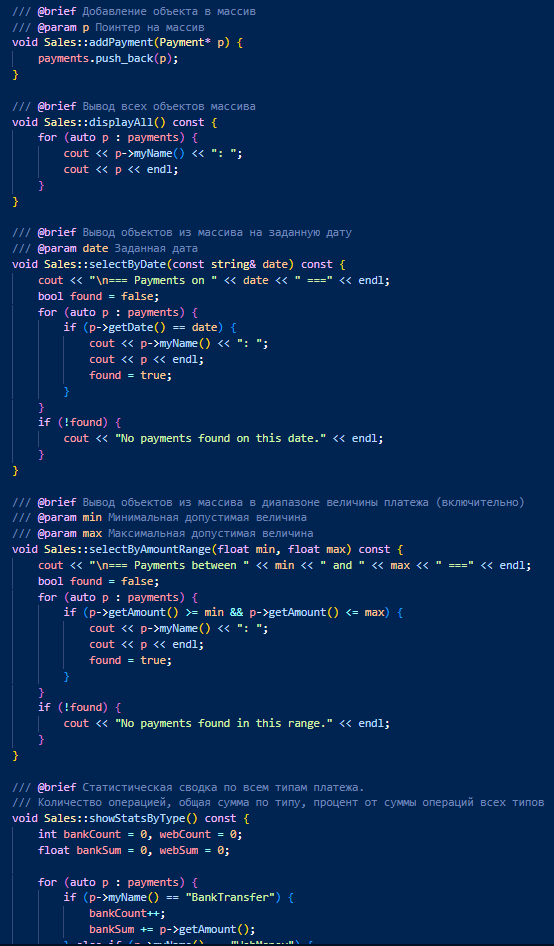 /// @brief Добавление объекта в массив
/// @param p Поинтер на массив
void Sales::addPayment(Payment* p) {
    payments.push_back(p);
}

/// @brief Вывод всех объектов массива
void Sales::displayAll() const {
    for (auto p : payments) {
        cout << p->myName() << ": ";
        cout << p << endl;
    }
}

/// @brief Вывод объектов из массива на заданную дату
/// @param date Заданная дата
void Sales::selectByDate(const string& date) const {
    cout << "\n=== Payments on " << date << " ===" << endl;
    bool found = false;
    for (auto p : payments) {
        if (p->getDate() == date) {
            cout << p->myName() << ": ";
            cout << p << endl;
            found = true;
        }
    }
    if (!found) {
        cout << "No payments found on this date." << endl;
    }
}

/// @brief Вывод объектов из массива в диапазоне величины платежа (включительно)
/// @param min Минимальная допустимая величина
/// @param max Максимальная допустимая величина
void Sales::selectByAmountRange(float min, float max) const {
    cout << "\n=== Payments between " << min << " and " << max << " ===" << endl;
    bool found = false;
    for (auto p : payments) {
        if (p->getAmount() >= min && p->getAmount() <= max) {
            cout << p->myName() << ": ";
            cout << p << endl;
            found = true;
        }
    }
    if (!found) {
        cout << "No payments found in this range." << endl;
    }
}

/// @brief Статистическая сводка по всем типам платежа.
/// Количество операцией, общая сумма по типу, процент от суммы операций всех типов
void Sales::showStatsByType() const {
    int bankCount = 0, webCount = 0;
    float bankSum = 0, webSum = 0;

    for (auto p : payments) {
        if (p->myName() == "BankTransfer") {
            bankCount++;
            bankSum += p->getAmount();
        } else if (p->myName() == "WebMoney") {